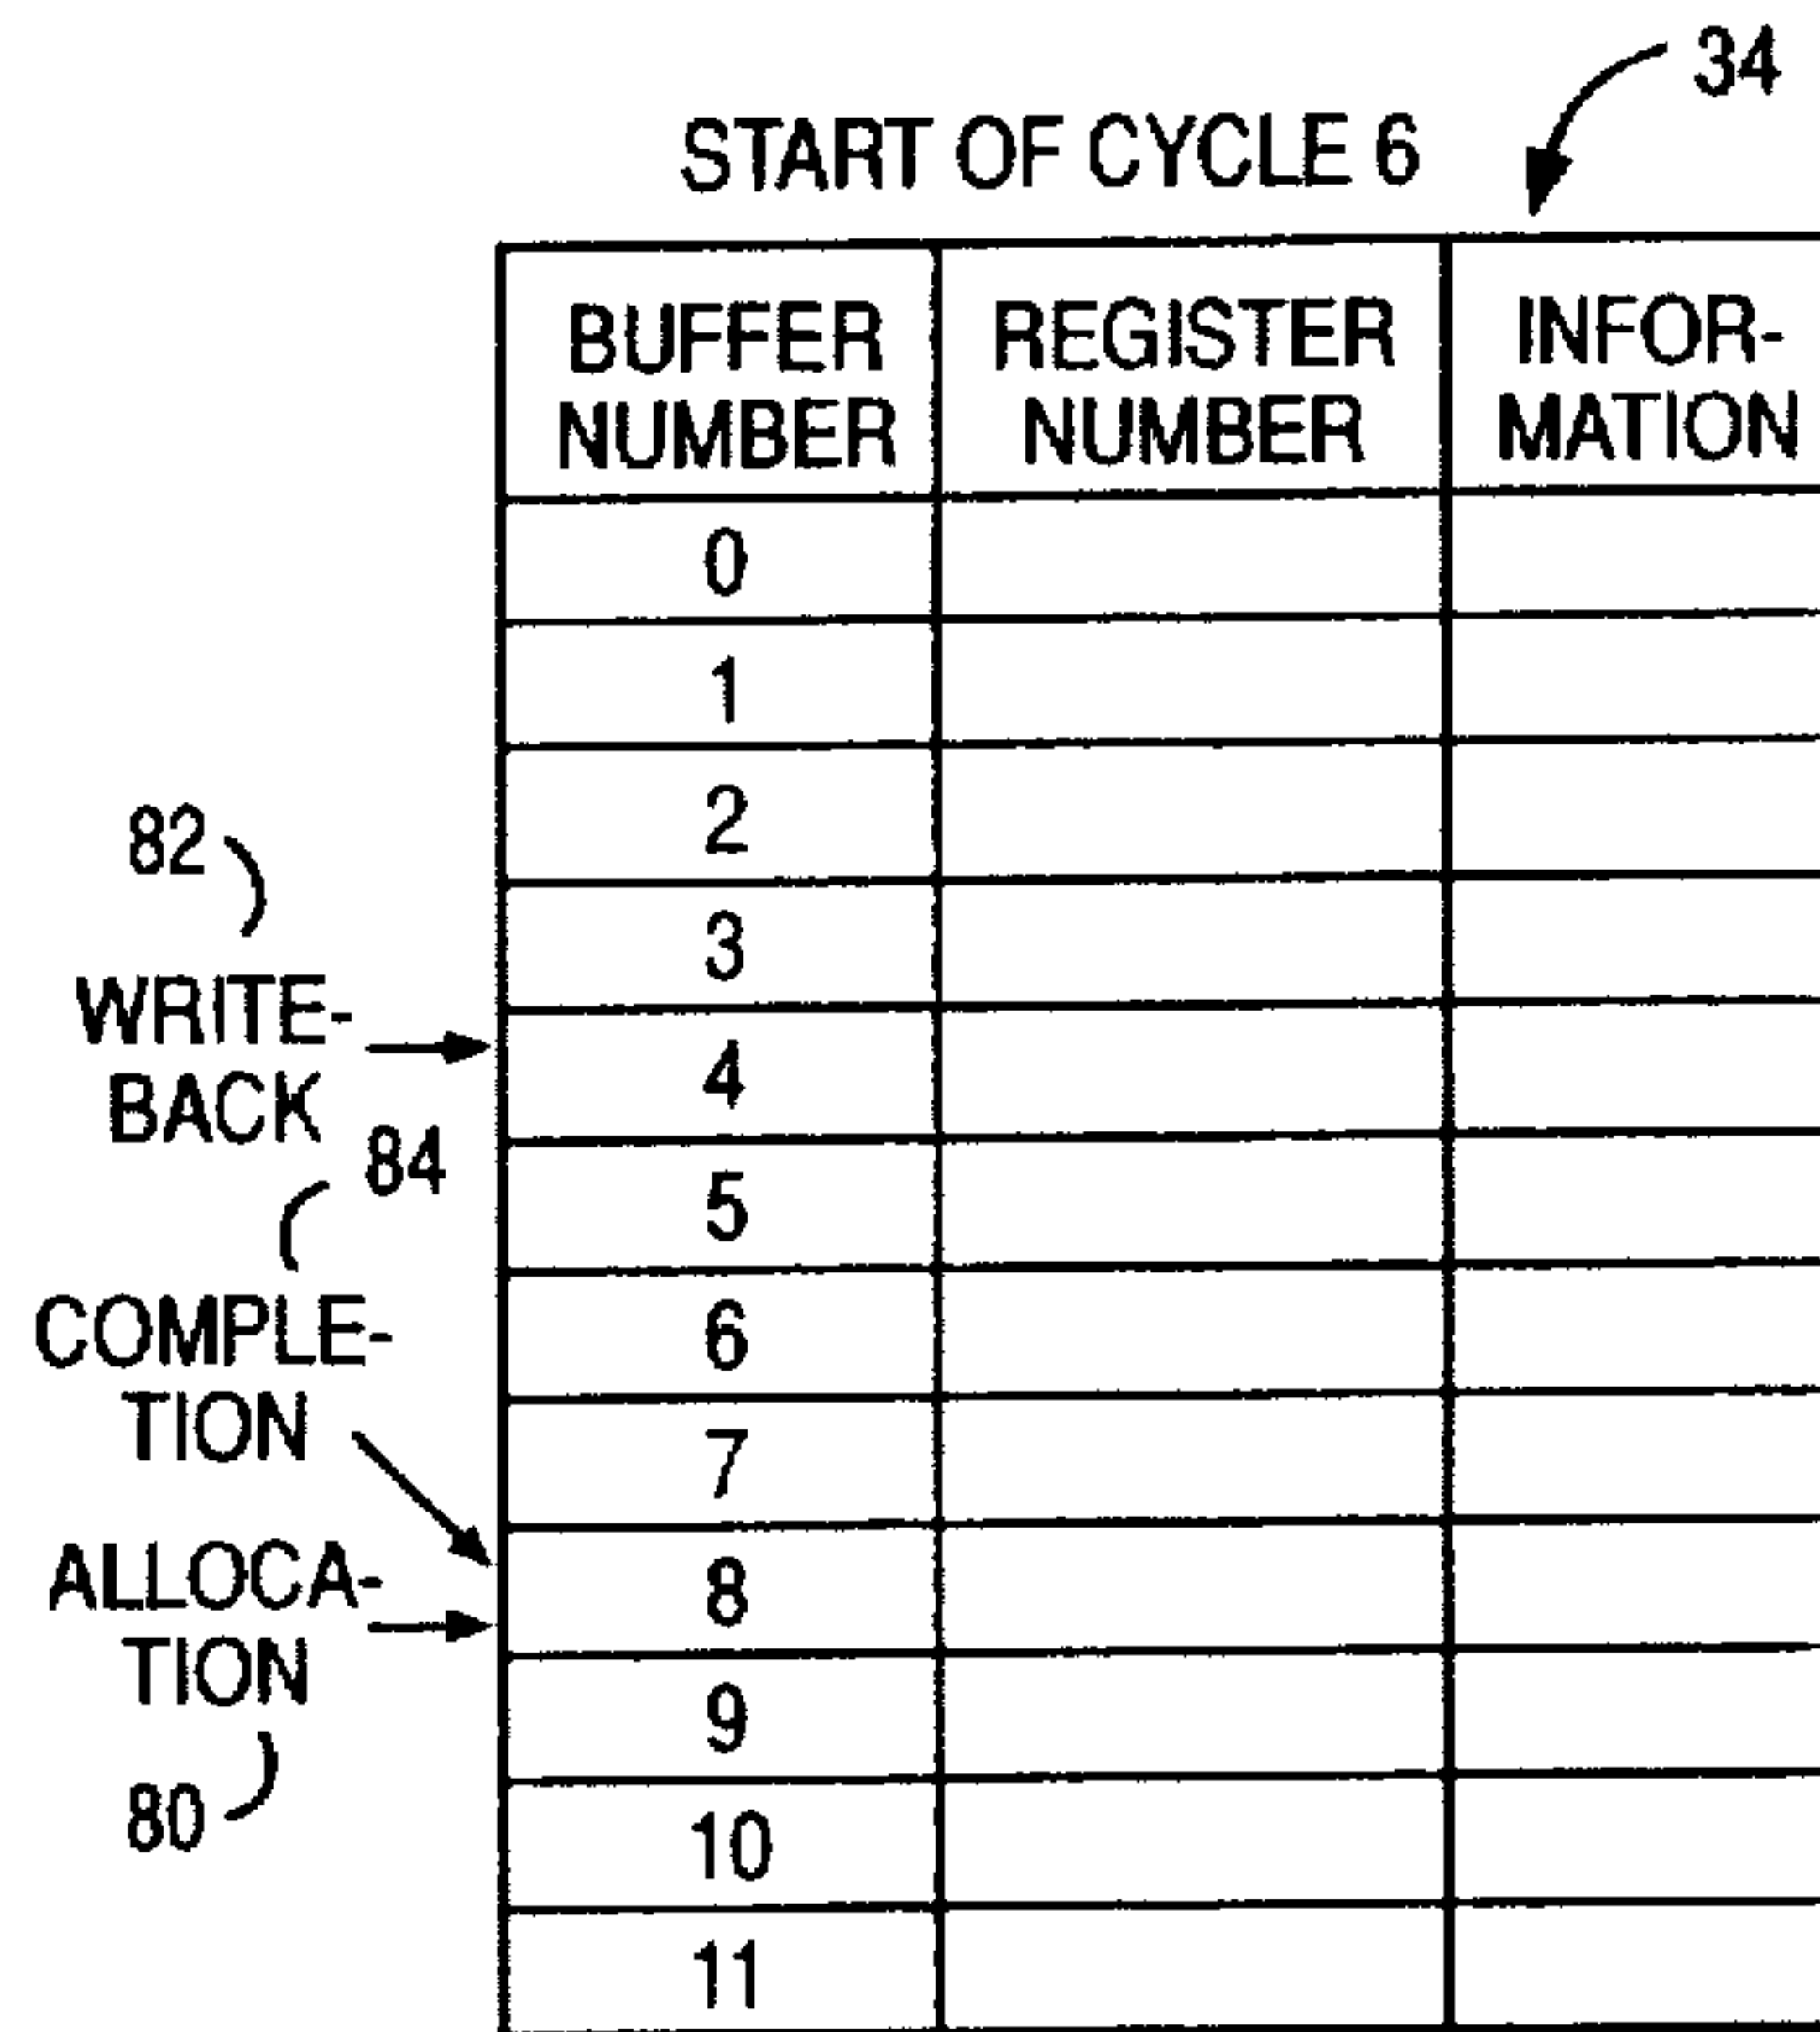 34
START OF CYCLE 6
BUFFER NUMBER REGISTER NUMBER INFOR-MATION
0
1
2
3
4
5
6
7
8
9
10
11
82
WRITE-
BACK
84
COMPLE-
TION
ALLOCA-
TION
80